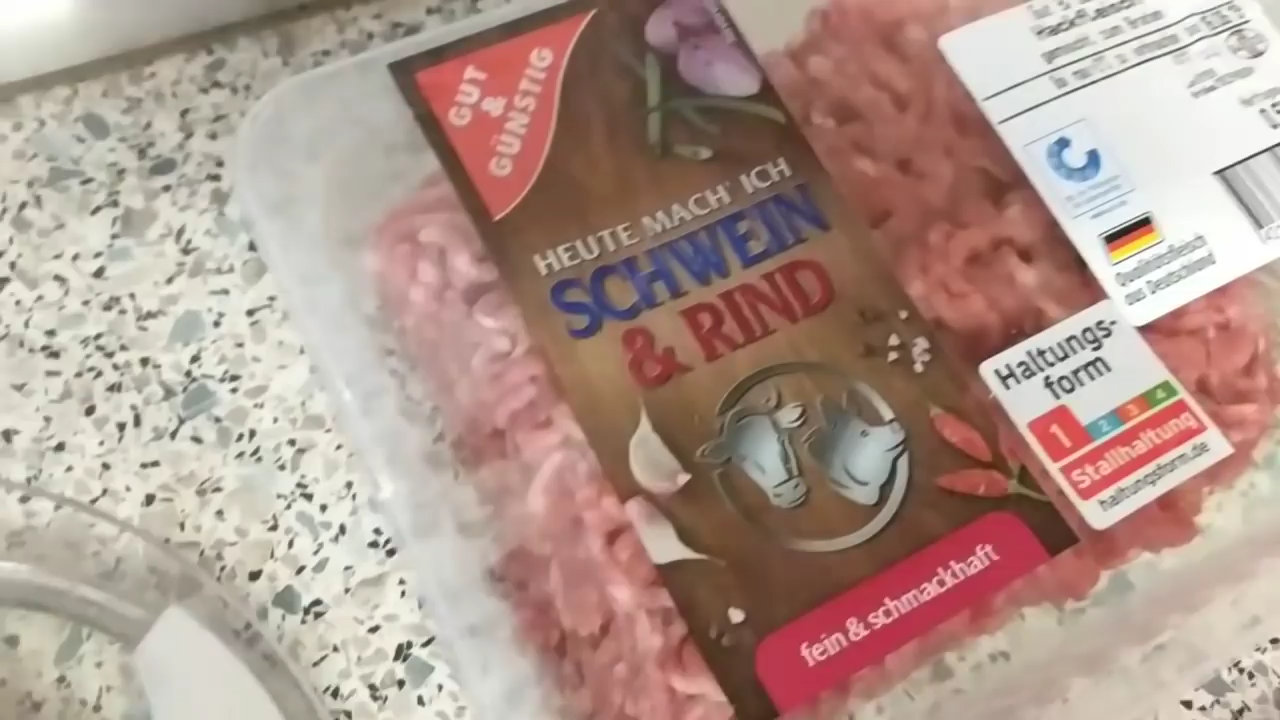 GUT
&
GÜNSTIG
HEUTE MACH' ICH
SCHWEIN
& RIND
fein & schmackhaft
Hackfleisch
Qualitätsfleisch
aus Deutschland
Haltungs-
form
1 2 3 4
Stallhaltung
haltungsform.de